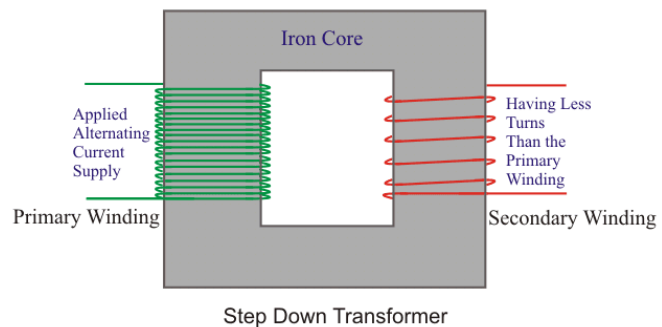 Iron Core
Applied
Alternating
Current
Supply
Having Less
Turns
Than the
Primary
Winding
Primary Winding
Secondary Winding
Step Down Transformer